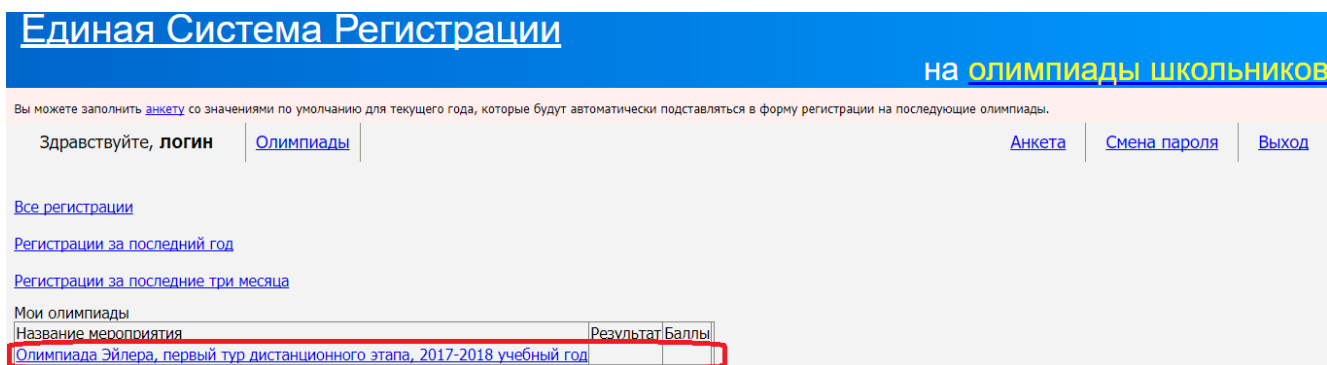 Единая Система Регистрации
на олимпиады школьников
Вы можете заполнить анкету со значениями по умолчанию для текущего года, которые будут автоматически подставляться в форму регистрации на последующие олимпиады.
Здравствуйте, логин Олимпиады Анкета Смена пароля Выход
Все регистрации
Регистрации за последний год
Регистрации за последние три месяца
Мои олимпиады
Название мероприятия Результат Баллы
Олимпиада Эйлера, первый тур дистанционного этапа, 2017-2018 учебный год